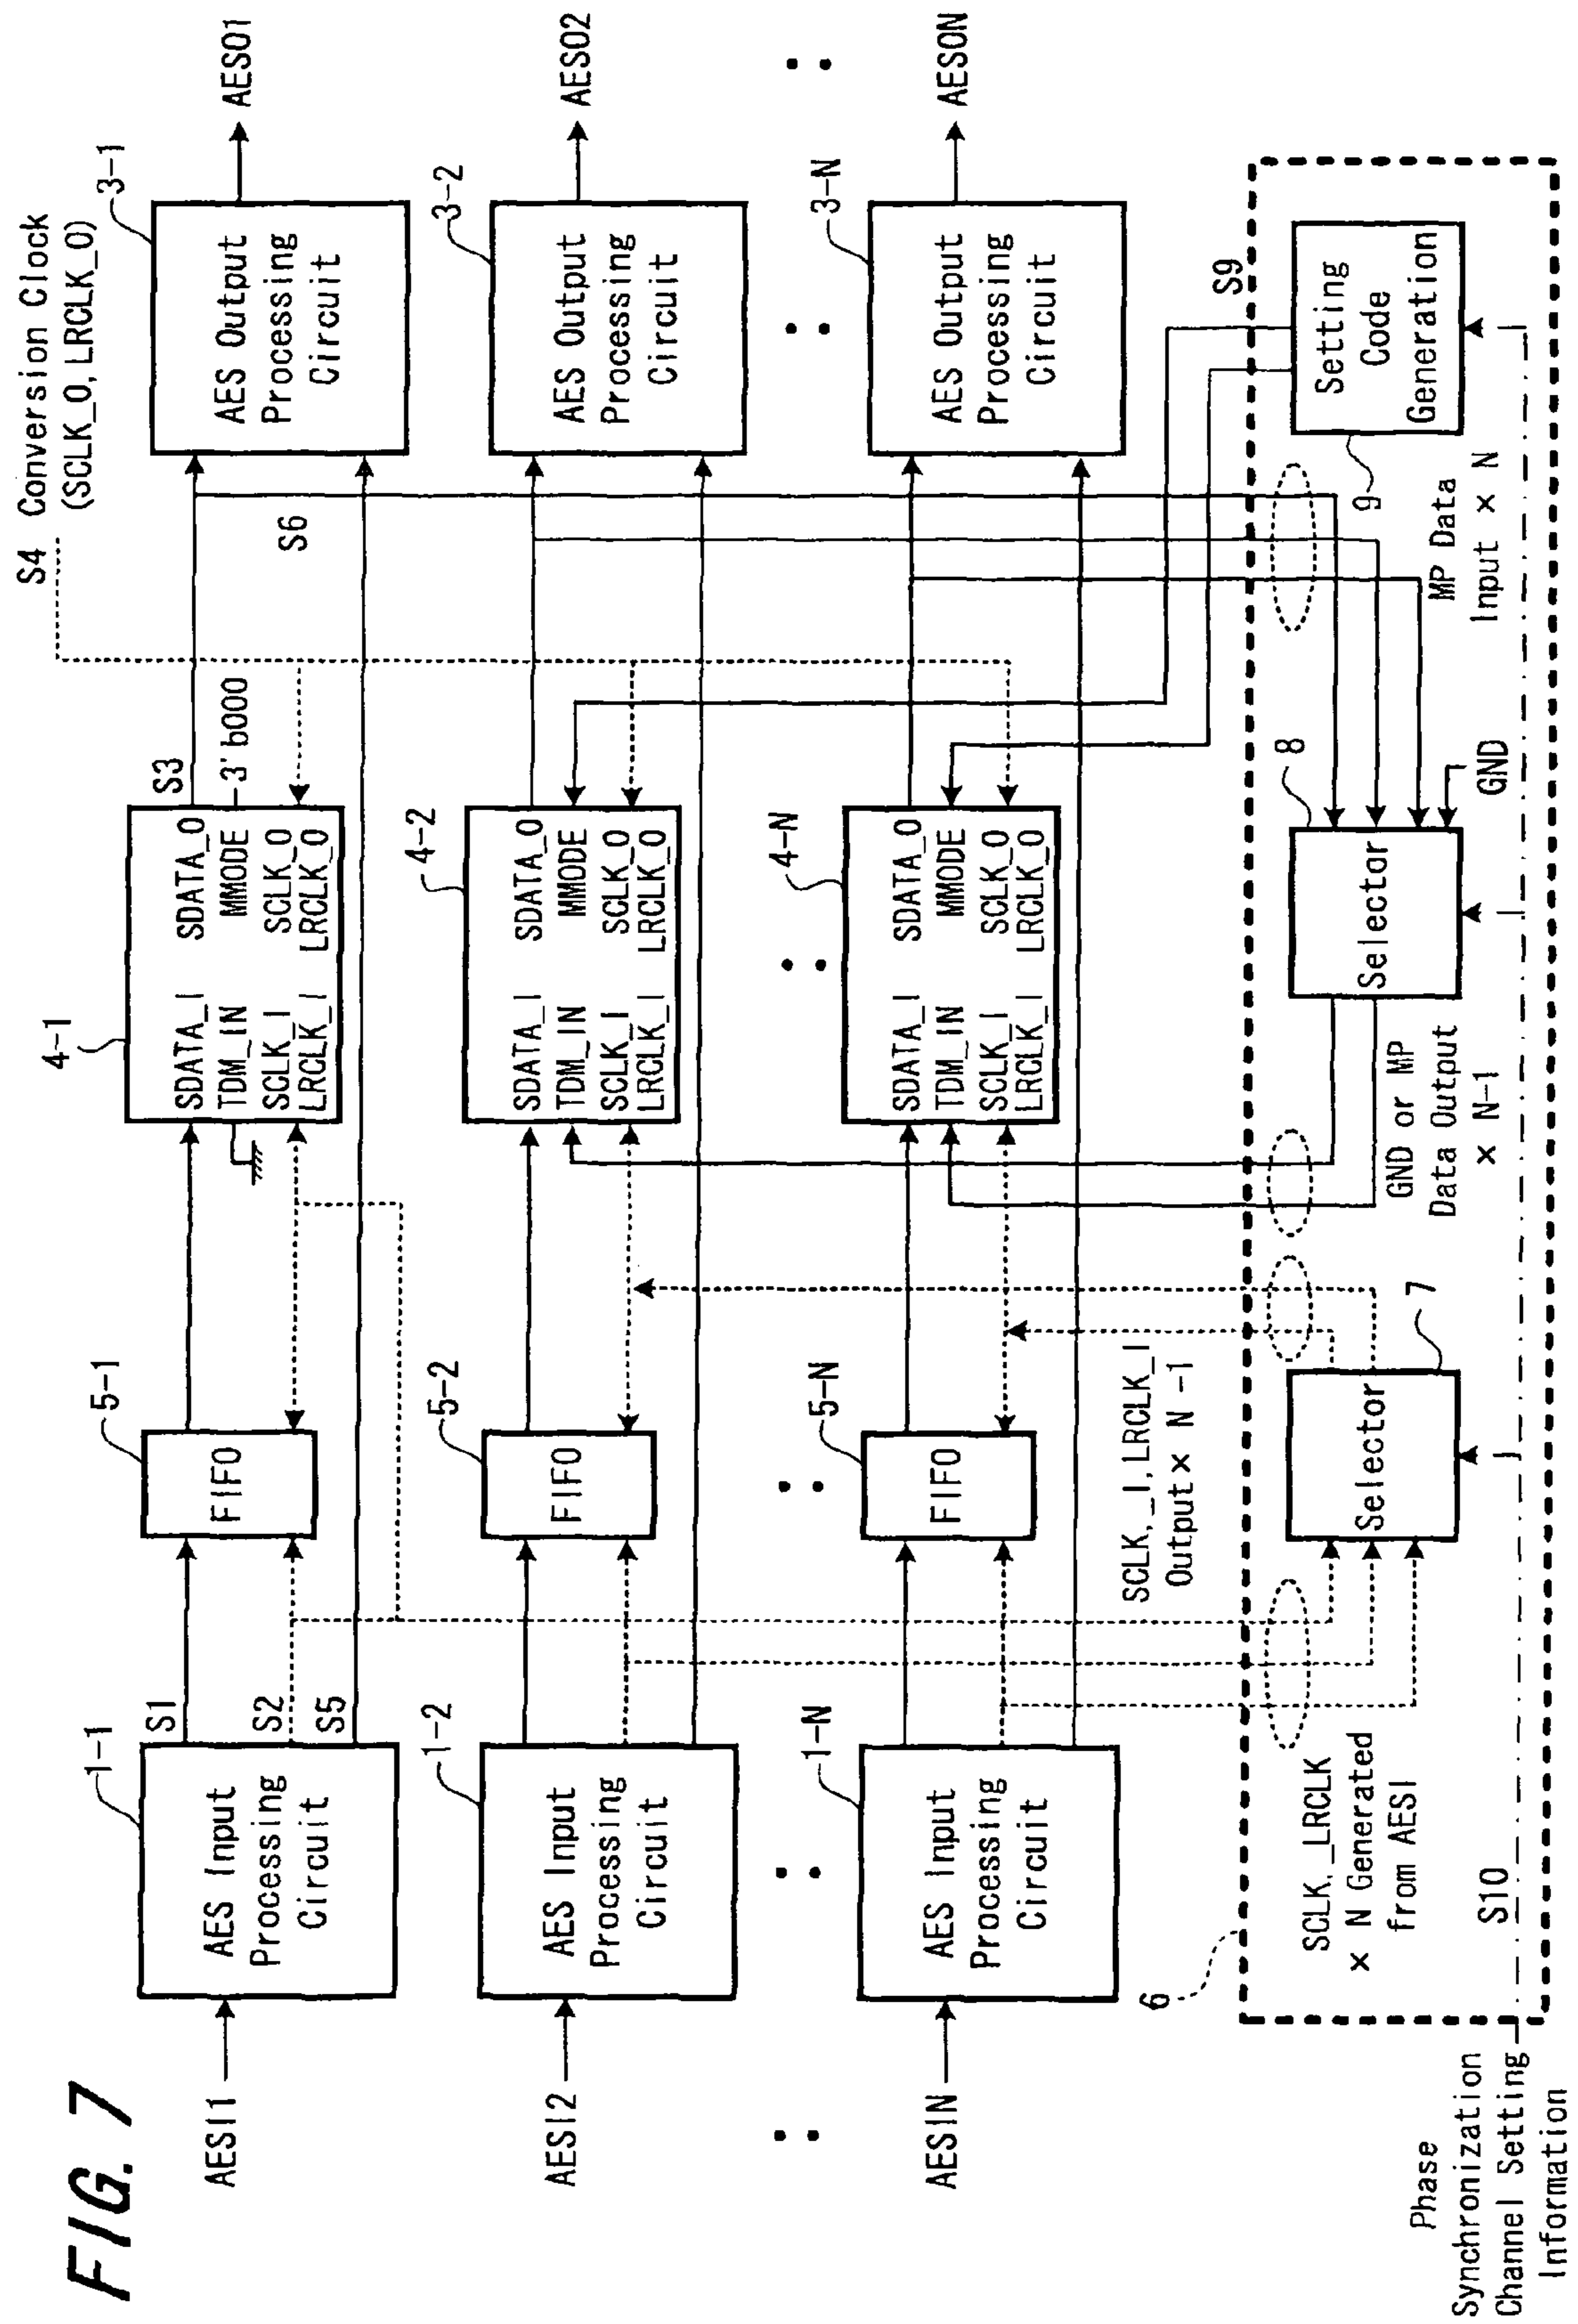 FIG. 7
S4 Conversion Clock
(SCLK_O, LRCLK_O)
AESI1
1-1
AES Input
Processing
Circuit
S1
S2
S5
5-1
FIFO
4-1
SDATA_I SDATA_O
TDM_IN MMODE
SCLK_I SCLK_O
LRCLK_I LRCLK_O
S3
3'b000
S6
3-1
AES Output
Processing
Circuit
AESO1
AESI2
1-2
AES Input
Processing
Circuit
5-2
FIFO
4-2
SDATA_I SDATA_O
TDM_IN MMODE
SCLK_I SCLK_O
LRCLK_I LRCLK_O
3-2
AES Output
Processing
Circuit
AESO2
AESIN
1-N
AES Input
Processing
Circuit
5-N
FIFO
4-N
SDATA_I SDATA_O
TDM_IN MMODE
SCLK_I SCLK_O
LRCLK_I LRCLK_O
3-N
AES Output
Processing
Circuit
AESON
6
SCLK,_I,LRCLK_I
Output × N -1
S9
SCLK,_LRCLK
× N Generated
from AESI
7
Selector
GND or MP
Data Output
× N-1
8
Selector
GND
MP Data
Input × N
9
Setting
Code
Generation
S10
Phase
Synchronization
Channel Setting
Information